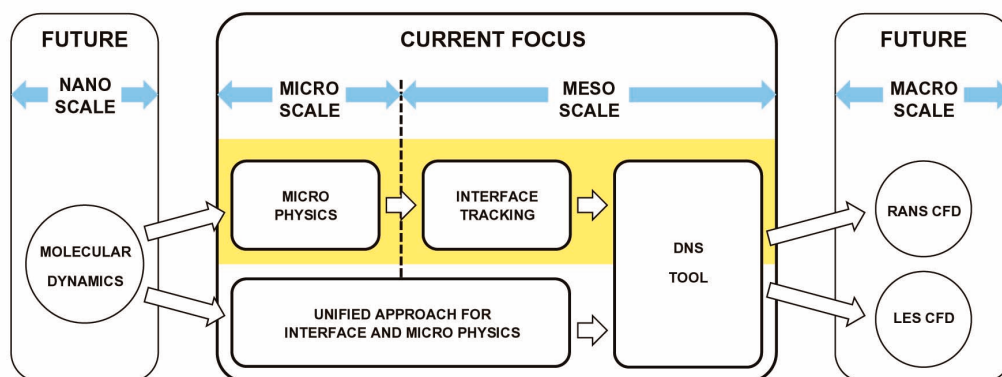 FUTURE
NANO
SCALE
MOLECULAR
DYNAMICS
CURRENT FOCUS
MICRO
SCALE
MESO
SCALE
MICRO
PHYSICS
INTERFACE
TRACKING
UNIFIED APPROACH FOR
INTERFACE AND MICRO PHYSICS
DNS
TOOL
FUTURE
MACRO
SCALE
RANS CFD
LES CFD